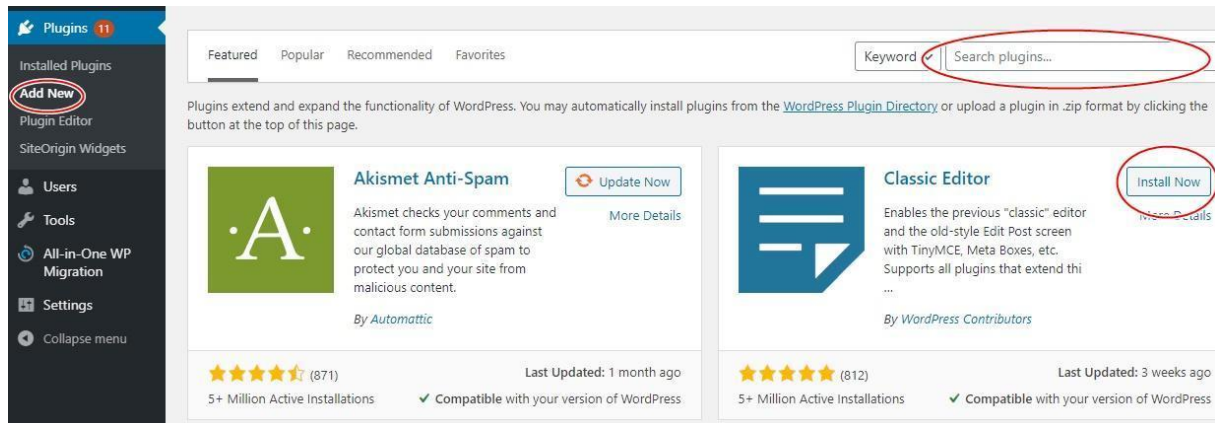 Plugins 11
Installed Plugins
Add New
Plugin Editor
SiteOrigin Widgets
Users
Tools
All-in-One WP
Migration
Settings
Collapse menu
Featured Popular Recommended Favorites
Keyword Search plugins...
Plugins extend and expand the functionality of WordPress. You may automatically install plugins from the WordPress Plugin Directory or upload a plugin in .zip format by clicking the
button at the top of this page.
·A·
Akismet Anti-Spam
Update Now
More Details
Akismet checks your comments and
contact form submissions against
our global database of spam to
protect you and your site from
malicious content.
By Automattic
(871)
Last Updated: 1 month ago
5+ Million Active Installations
✓ Compatible with your version of WordPress
Classic Editor
Install Now
More Details
Enables the previous "classic" editor
and the old-style Edit Post screen
with TinyMCE, Meta Boxes, etc.
Supports all plugins that extend thi
...
By WordPress Contributors
(812)
Last Updated: 3 weeks ago
5+ Million Active Installations
✓ Compatible with your version of WordPress